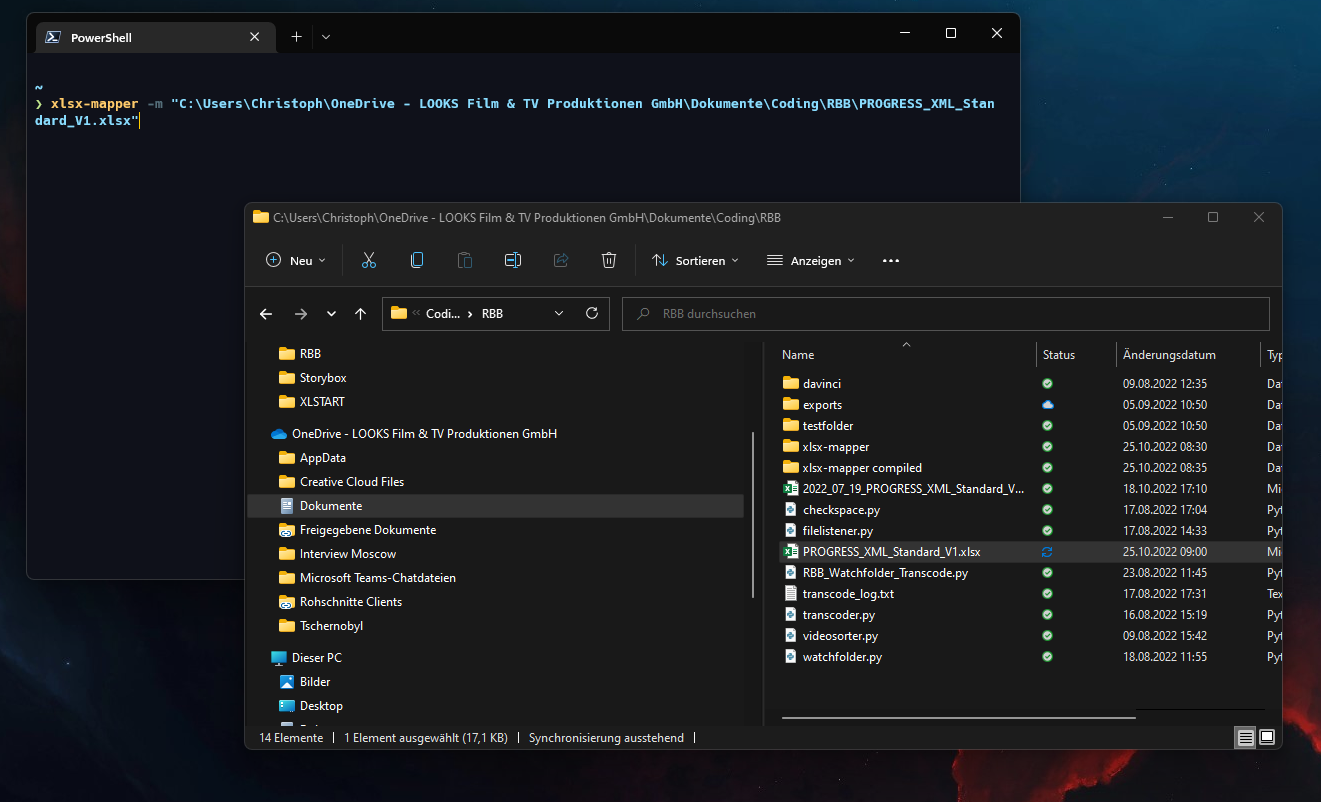 PowerShell
~
❯ xlsx-mapper -m "C:\Users\Christoph\OneDrive - LOOKS Film & TV Produktionen GmbH\Dokumente\Coding\RBB\PROGRESS_XML_Stan
dard_V1.xlsx"
C:\Users\Christoph\OneDrive - LOOKS Film & TV Produktionen GmbH\Dokumente\Coding\RBB
Neu Sortieren Anzeigen
« Codi... › RBB RBB durchsuchen
RBB
Storybox
XLSTART
OneDrive - LOOKS Film & TV Produktionen GmbH
AppData
Creative Cloud Files
Dokumente
Freigegebene Dokumente
Interview Moscow
Microsoft Teams-Chatdateien
Rohschnitte Clients
Tschernobyl
Dieser PC
Bilder
Desktop
Name Status Änderungsdatum Typ
davinci 09.08.2022 12:35 Da
exports 05.09.2022 10:50 Da
testfolder 05.09.2022 10:50 Da
xlsx-mapper 25.10.2022 08:30 Da
xlsx-mapper compiled 25.10.2022 08:35 Da
2022_07_19_PROGRESS_XML_Standard_V... 18.10.2022 17:10 Mi
checkspace.py 17.08.2022 17:04 Pyt
filelistener.py 17.08.2022 14:33 Pyt
PROGRESS_XML_Standard_V1.xlsx 25.10.2022 09:00 Mi
RBB_Watchfolder_Transcode.py 23.08.2022 11:45 Pyt
transcode_log.txt 17.08.2022 17:31 Tex
transcoder.py 16.08.2022 15:19 Pyt
videosorter.py 09.08.2022 15:42 Pyt
watchfolder.py 18.08.2022 11:55 Pyt
14 Elemente 1 Element ausgewählt (17,1 KB) Synchronisierung ausstehend